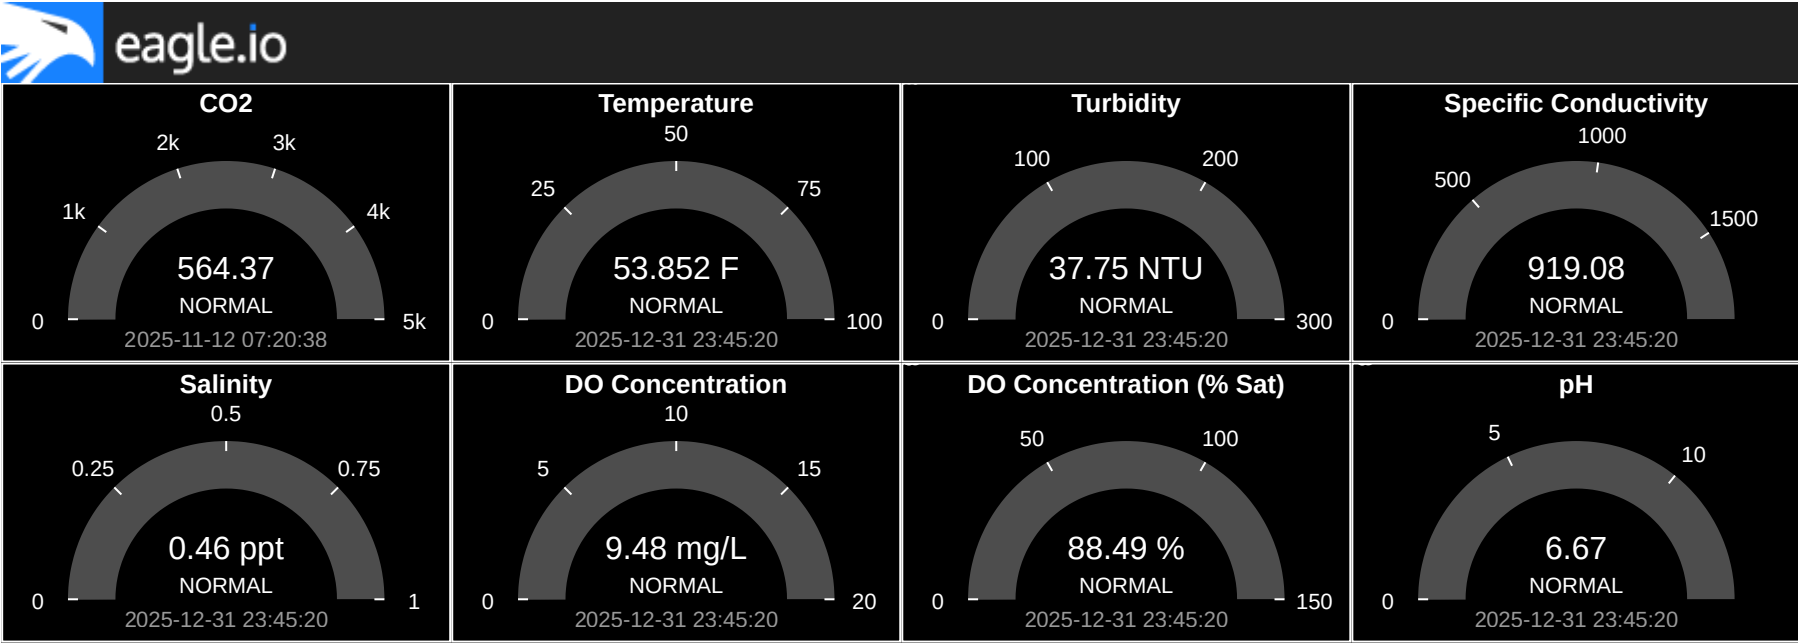 eagle.io
CO2
2k
3k
1k
4k
564.37
NORMAL
0
5k
2025-11-12 07:20:38
Temperature
50
25
75
53.852 F
NORMAL
0
100
2025-12-31 23:45:20
Turbidity
100
200
37.75 NTU
NORMAL
0
300
2025-12-31 23:45:20
Specific Conductivity
1000
500
1500
919.08
NORMAL
0
2025-12-31 23:45:20
Salinity
0.5
0.25
0.75
0.46 ppt
NORMAL
0
1
2025-12-31 23:45:20
DO Concentration
10
5
15
9.48 mg/L
NORMAL
0
20
2025-12-31 23:45:20
DO Concentration (% Sat)
50
100
88.49 %
NORMAL
0
150
2025-12-31 23:45:20
pH
5
10
6.67
NORMAL
0
2025-12-31 23:45:20